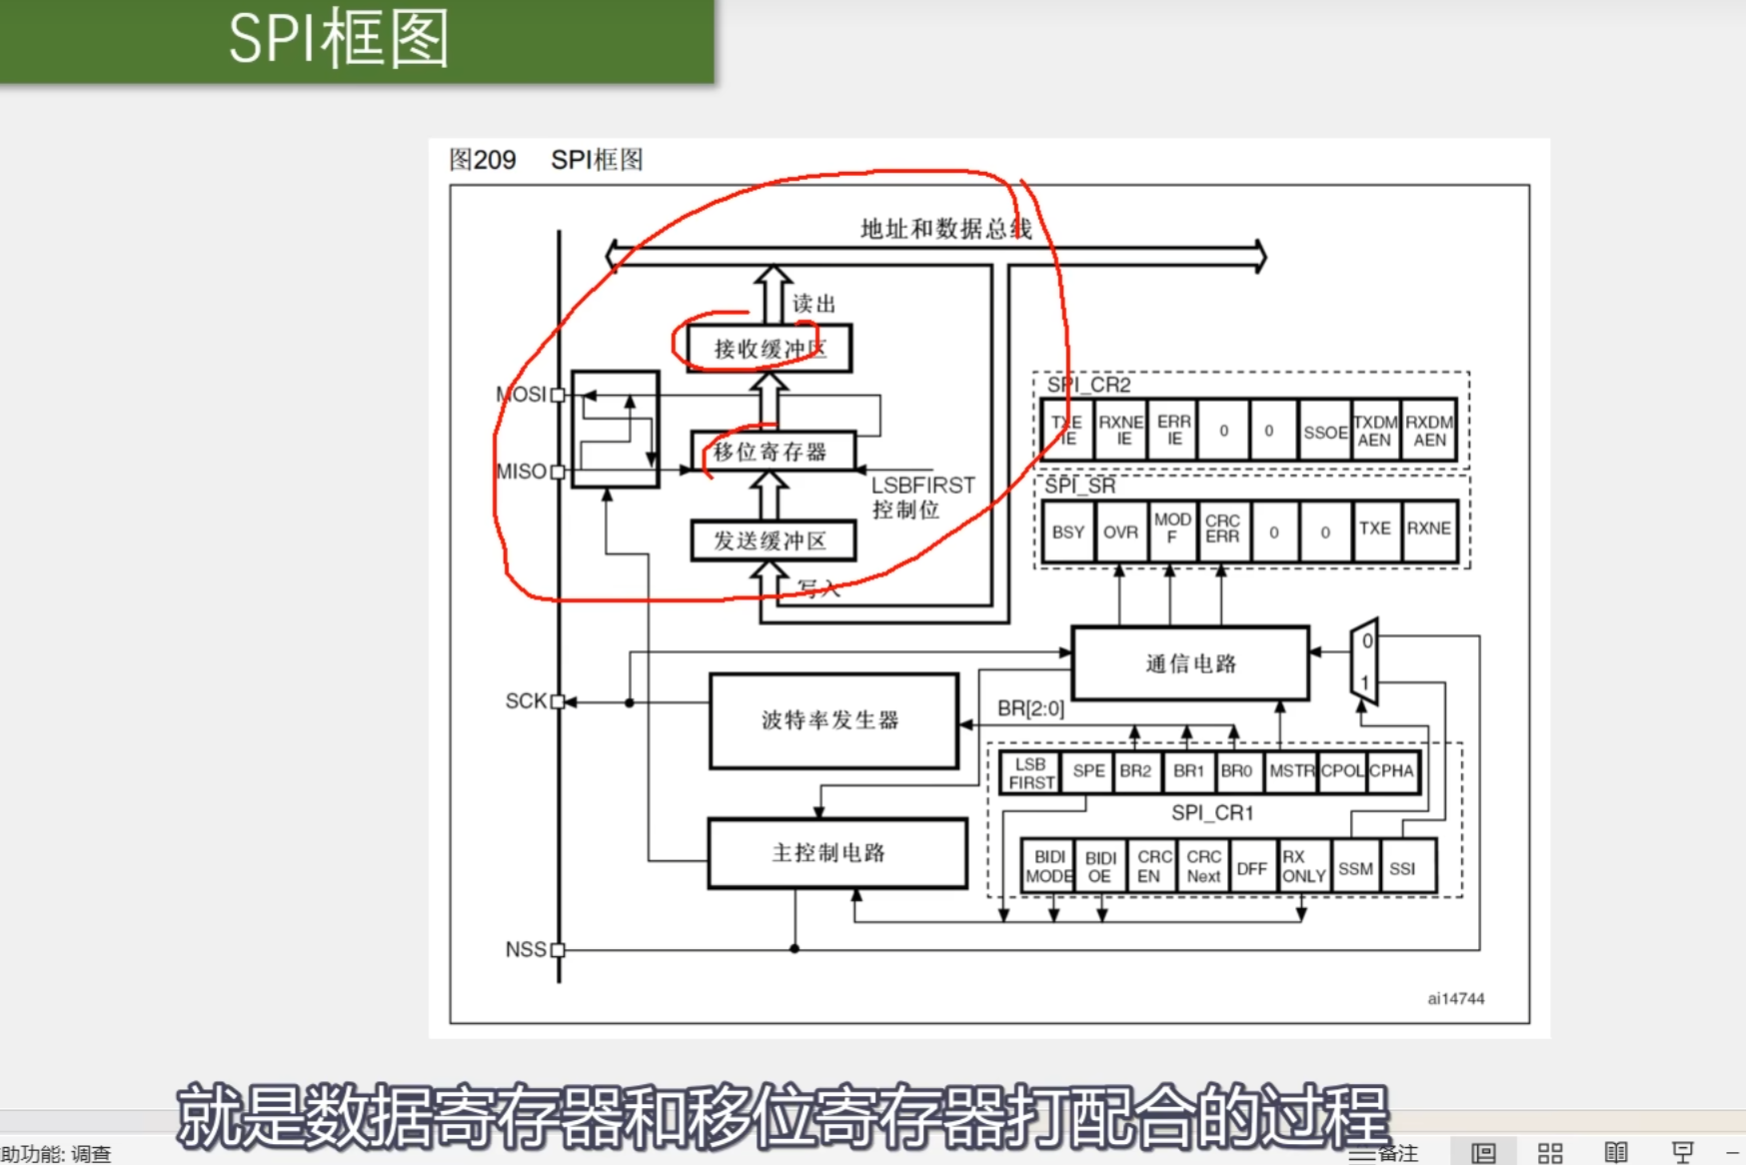 SPI框图
图209 SPI框图
地址和数据总线
读出
接收缓冲区
MOSI
移位寄存器
MISO
LSBFIRST
控制位
发送缓冲区
写入
SPI_CR2
TXE IE RXNE IE ERR IE 0 0 SSOE TXDM AEN RXDM AEN
SPI_SR
BSY OVR MOD F CRC ERR 0 0 TXE RXNE
通信电路
0
1
SCK
波特率发生器
BR[2:0]
LSB FIRST SPE BR2 BR1 BR0 MSTR CPOL CPHA
SPI_CR1
主控制电路
BIDI MODE BIDI OE CRC EN CRC Next DFF RX ONLY SSM SSI
NSS
ai14744
就是数据寄存器和移位寄存器打配合的过程
助功能: 调查
备注